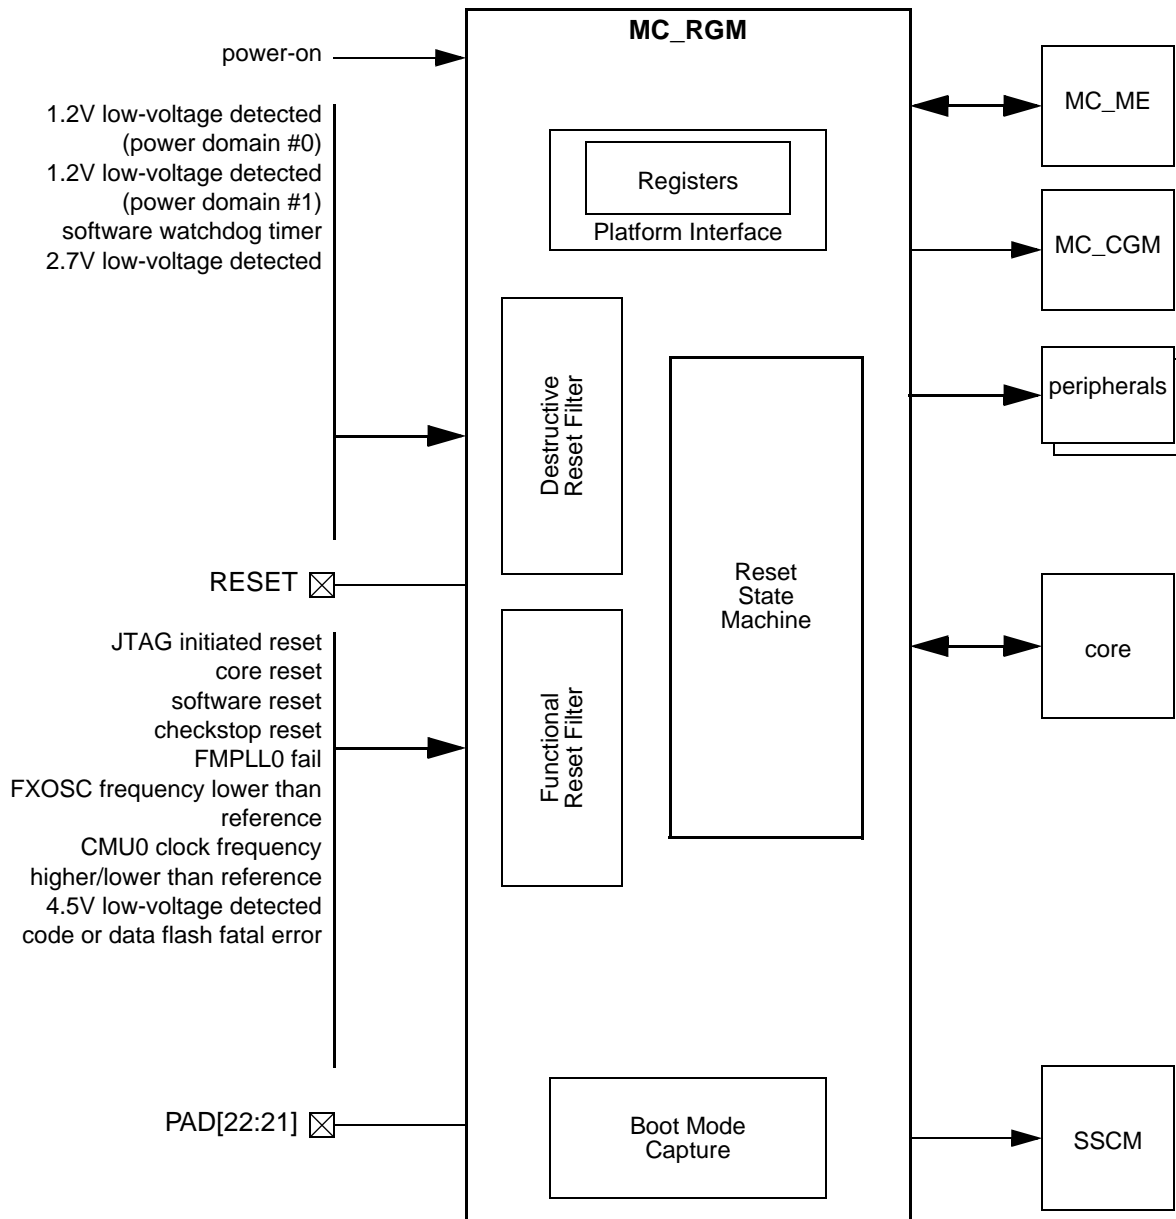 MC_RGM
power-on
1.2V low-voltage detected
(power domain #0)
1.2V low-voltage detected
(power domain #1)
software watchdog timer
2.7V low-voltage detected
RESET
JTAG initiated reset
core reset
software reset
checkstop reset
FMPLL0 fail
FXOSC frequency lower than
reference
CMU0 clock frequency
higher/lower than reference
4.5V low-voltage detected
code or data flash fatal error
PAD[22:21]
Registers
Platform Interface
Destructive
Reset Filter
Functional
Reset Filter
Reset
State
Machine
Boot Mode
Capture
MC_ME
MC_CGM
peripherals
core
SSCM